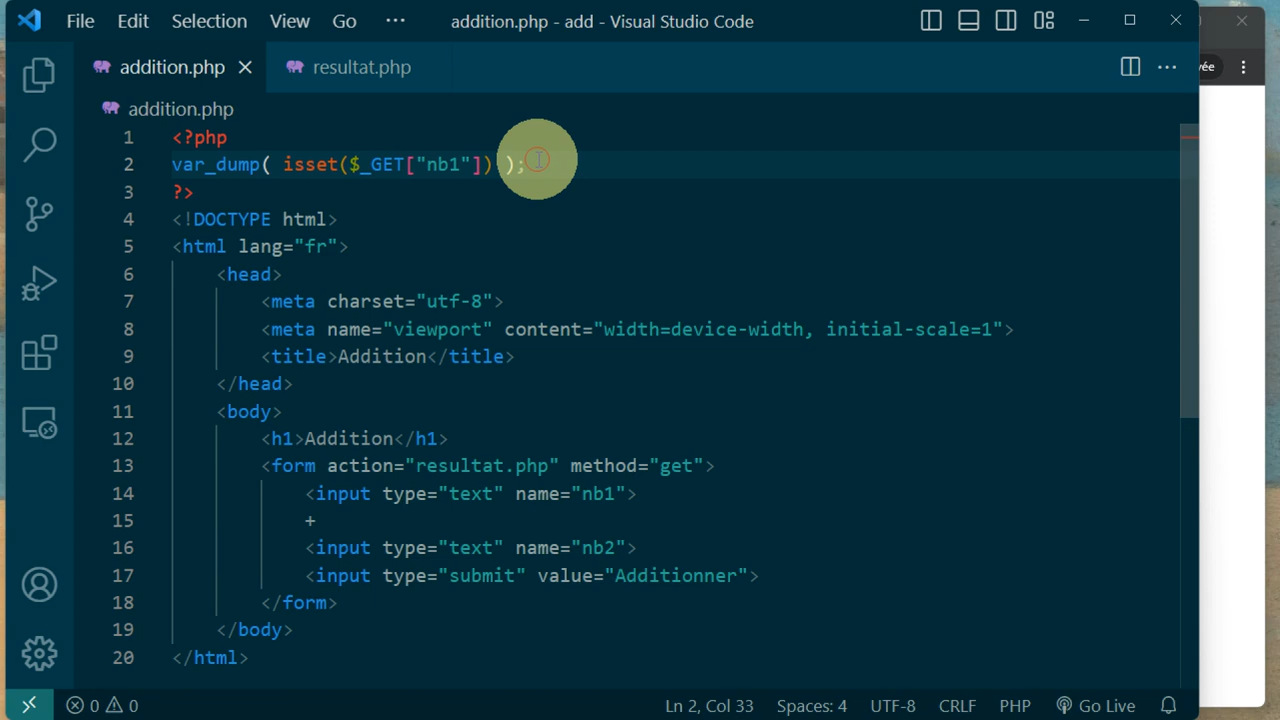 File Edit Selection View Go ··· addition.php - add - Visual Studio Code
addition.php resultat.php
vée
addition.php
1 <?php
2 var_dump( isset($_GET["nb1"]) );
3 ?>
4 <!DOCTYPE html>
5 <html lang="fr">
6 <head>
7 <meta charset="utf-8">
8 <meta name="viewport" content="width=device-width, initial-scale=1">
9 <title>Addition</title>
10 </head>
11 <body>
12 <h1>Addition</h1>
13 <form action="resultat.php" method="get">
14 <input type="text" name="nb1">
15 +
16 <input type="text" name="nb2">
17 <input type="submit" value="Additionner">
18 </form>
19 </body>
20 </html>
0 0 Ln 2, Col 33 Spaces: 4 UTF-8 CRLF PHP Go Live